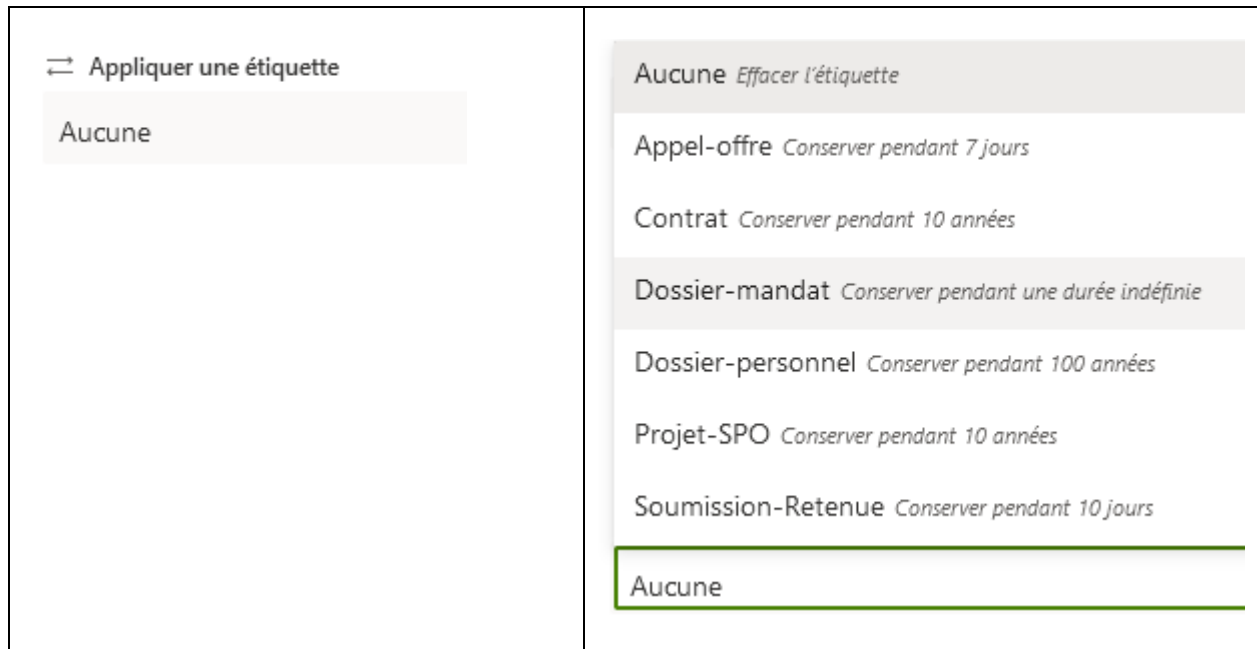 Appliquer une étiquette
Aucune
Aucune Effacer l'étiquette
Appel-offre Conserver pendant 7 jours
Contrat Conserver pendant 10 années
Dossier-mandat Conserver pendant une durée indéfinie
Dossier-personnel Conserver pendant 100 années
Projet-SPO Conserver pendant 10 années
Soumission-Retenue Conserver pendant 10 jours
Aucune